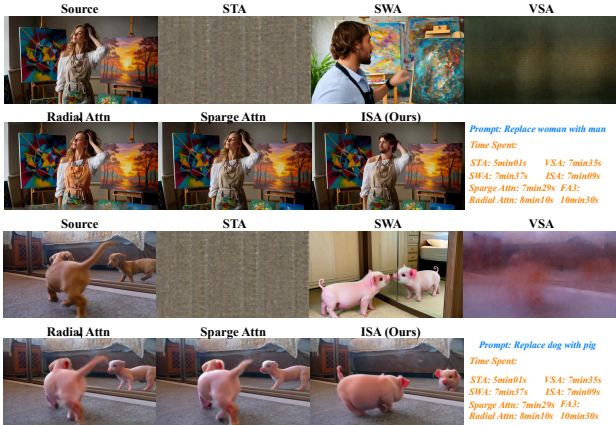 Source STA SWA VSA
Radial Attn Sparge Attn ISA (Ours)
Prompt: Replace woman with man
Time Spent:
STA: 5min01s VSA: 7min35s
SWA: 7min37s ISA: 7min09s
Sparge Attn: 7min29s FA3:
Radial Attn: 8min10s 10min30s
Source STA SWA VSA
Radial Attn Sparge Attn ISA (Ours)
Prompt: Replace dog with pig
Time Spent:
STA: 5min01s VSA: 7min35s
SWA: 7min37s ISA: 7min09s
Sparge Attn: 7min29s FA3:
Radial Attn: 8min10s 10min30s